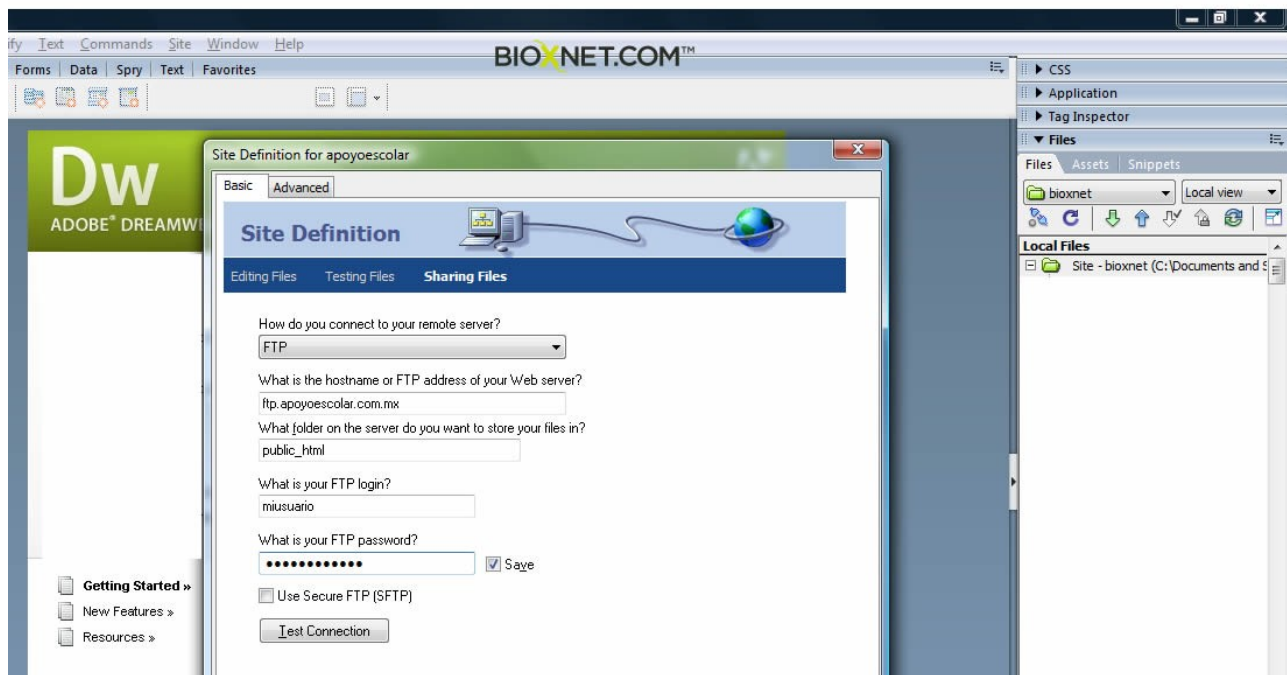 ify Text Commands Site Window Help
BIOXNET.COM™
Forms Data Spry Text Favorites
CSS
Application
Tag Inspector
Files
Files Assets Snippets
bioxnet Local view
Local Files
Site - bioxnet (C:\Documents and S
Dw
ADOBE® DREAMW
Site Definition for apoyoescolar
Basic Advanced
Site Definition
Editing Files Testing Files Sharing Files
How do you connect to your remote server?
FTP
What is the hostname or FTP address of your Web server?
ftp.apoyoescolar.com.mx
What folder on the server do you want to store your files in?
public_html
What is your FTP login?
miusuario
What is your FTP password?
••••••••••••
Save
Use Secure FTP (SFTP)
Test Connection
Getting Started »
New Features »
Resources »